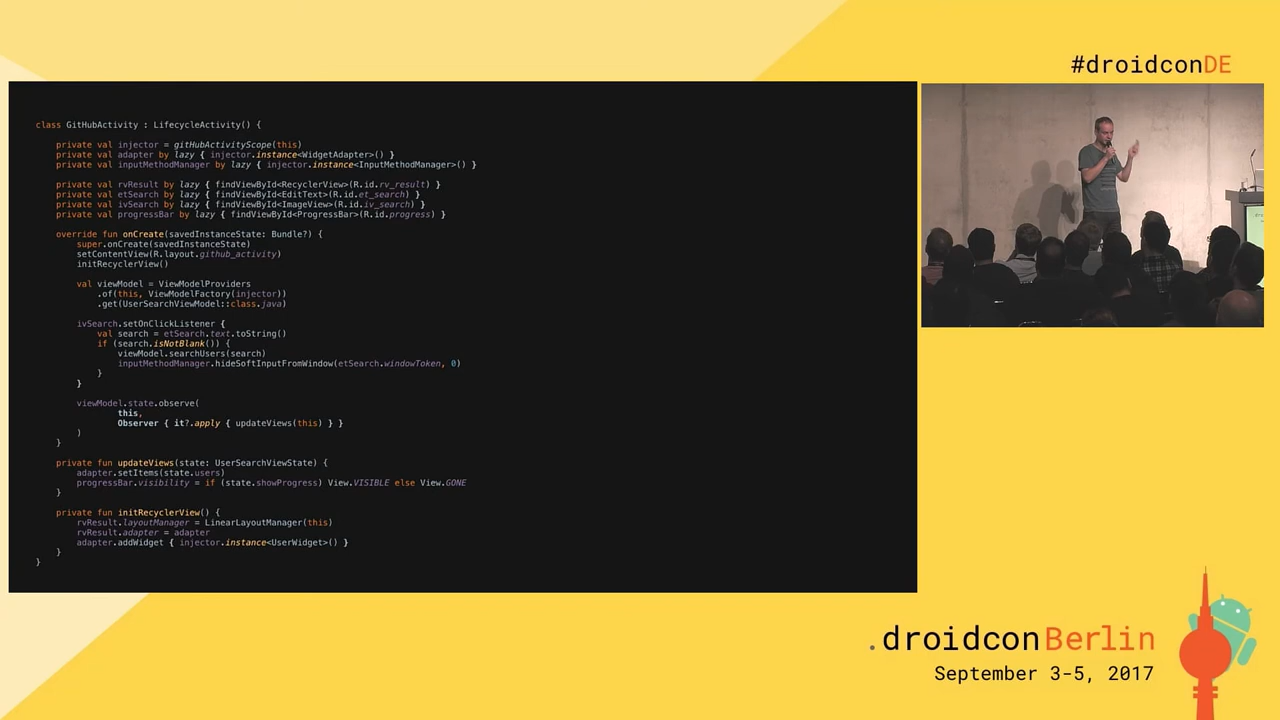 #droidconDE
class GitHubActivity : LifecycleActivity() {
private val injector = gitHubActivityScope(this)
private val adapter by lazy { injector.instance<WidgetAdapter>() }
private val inputMethodManager by lazy { injector.instance<InputMethodManager>() }
private val rvResult by lazy { findViewById<RecyclerView>(R.id.rv_result) }
private val etSearch by lazy { findViewById<EditText>(R.id.et_search) }
private val ivSearch by lazy { findViewById<ImageView>(R.id.iv_search) }
private val progressBar by lazy { findViewById<ProgressBar>(R.id.progress) }
override fun onCreate(savedInstanceState: Bundle?) {
super.onCreate(savedInstanceState)
setContentView(R.layout.github_activity)
initRecyclerView()
val viewModel = ViewModelProviders
.of(this, ViewModelFactory(injector))
.get(UserSearchViewModel::class.java)
ivSearch.setOnClickListener {
val search = etSearch.text.toString()
if (search.isNotBlank()) {
viewModel.searchUsers(search)
inputMethodManager.hideSoftInputFromWindow(etSearch.windowToken, 0)
}
}
viewModel.state.observe(
this,
Observer { it?.apply { updateViews(this) } }
)
}
private fun updateViews(state: UserSearchViewState) {
adapter.setItems(state.users)
progressBar.visibility = if (state.showProgress) View.VISIBLE else View.GONE
}
private fun initRecyclerView() {
rvResult.layoutManager = LinearLayoutManager(this)
rvResult.adapter = adapter
adapter.addWidget { injector.instance<UserWidget>() }
}
}
.droidcon Berlin
September 3-5, 2017